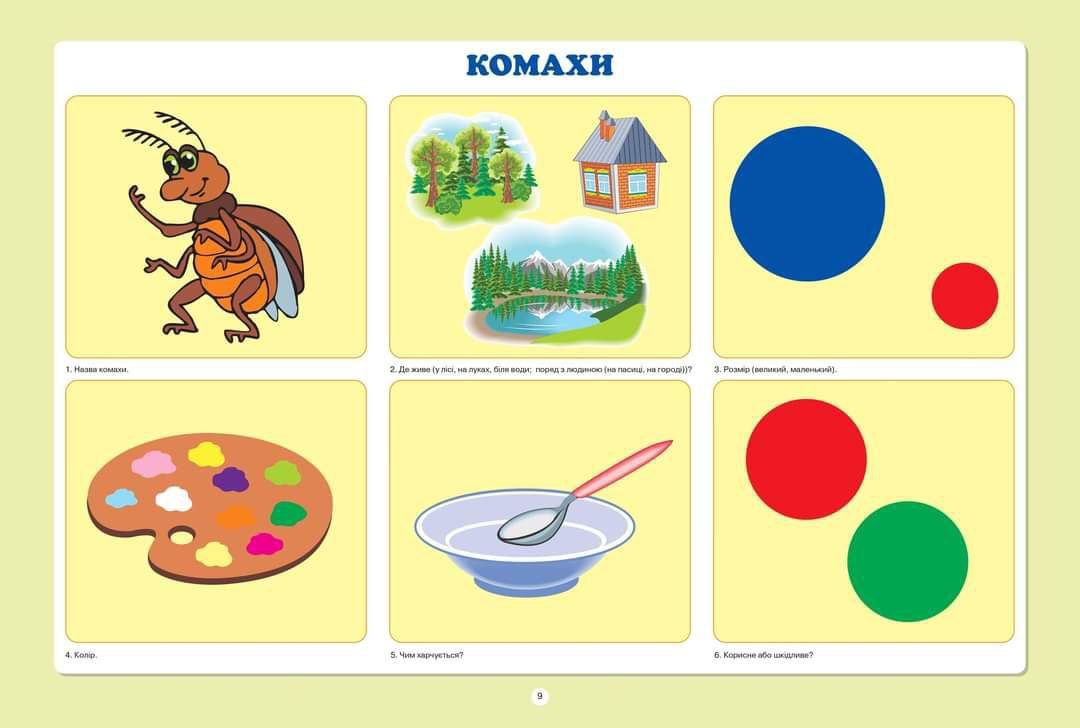 КОМАХИ
1. Назва комахи.
2. Де живе (у лісі, на луках, біля води; поряд з людиною (на пасиці, на городі))?
3. Розмір (великий, маленький).
4. Колір.
5. Чим харчується?
6. Корисне або шкідливе?
9